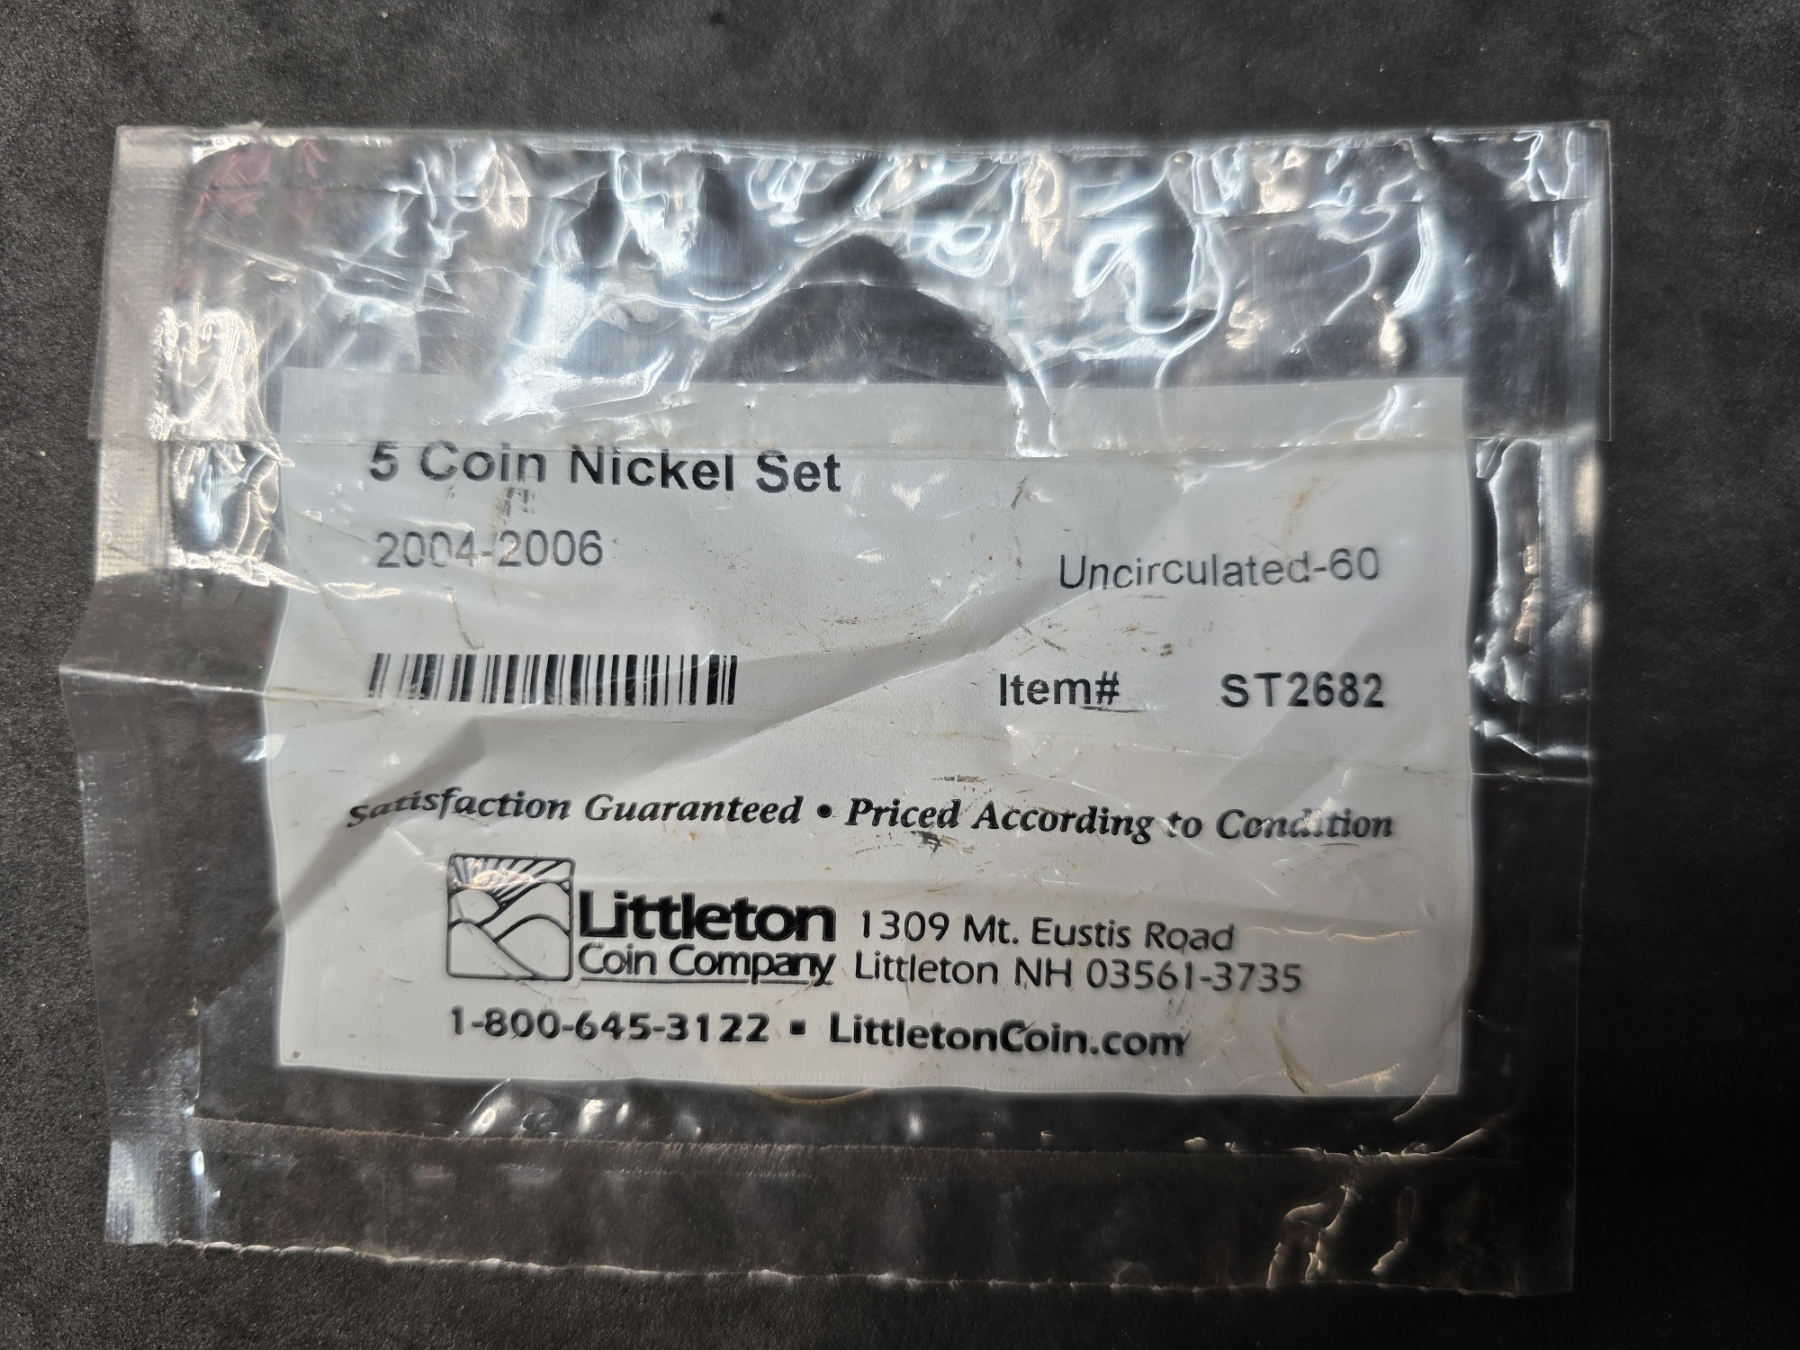 5 Coin Nickel Set
2004-2006
Uncirculated-60
Item# ST2682
Satisfaction Guaranteed • Priced According to Condition
Littleton
Coin Company
1309 Mt. Eustis Road
Littleton NH 03561-3735
1-800-645-3122 ▪ LittletonCoin.com